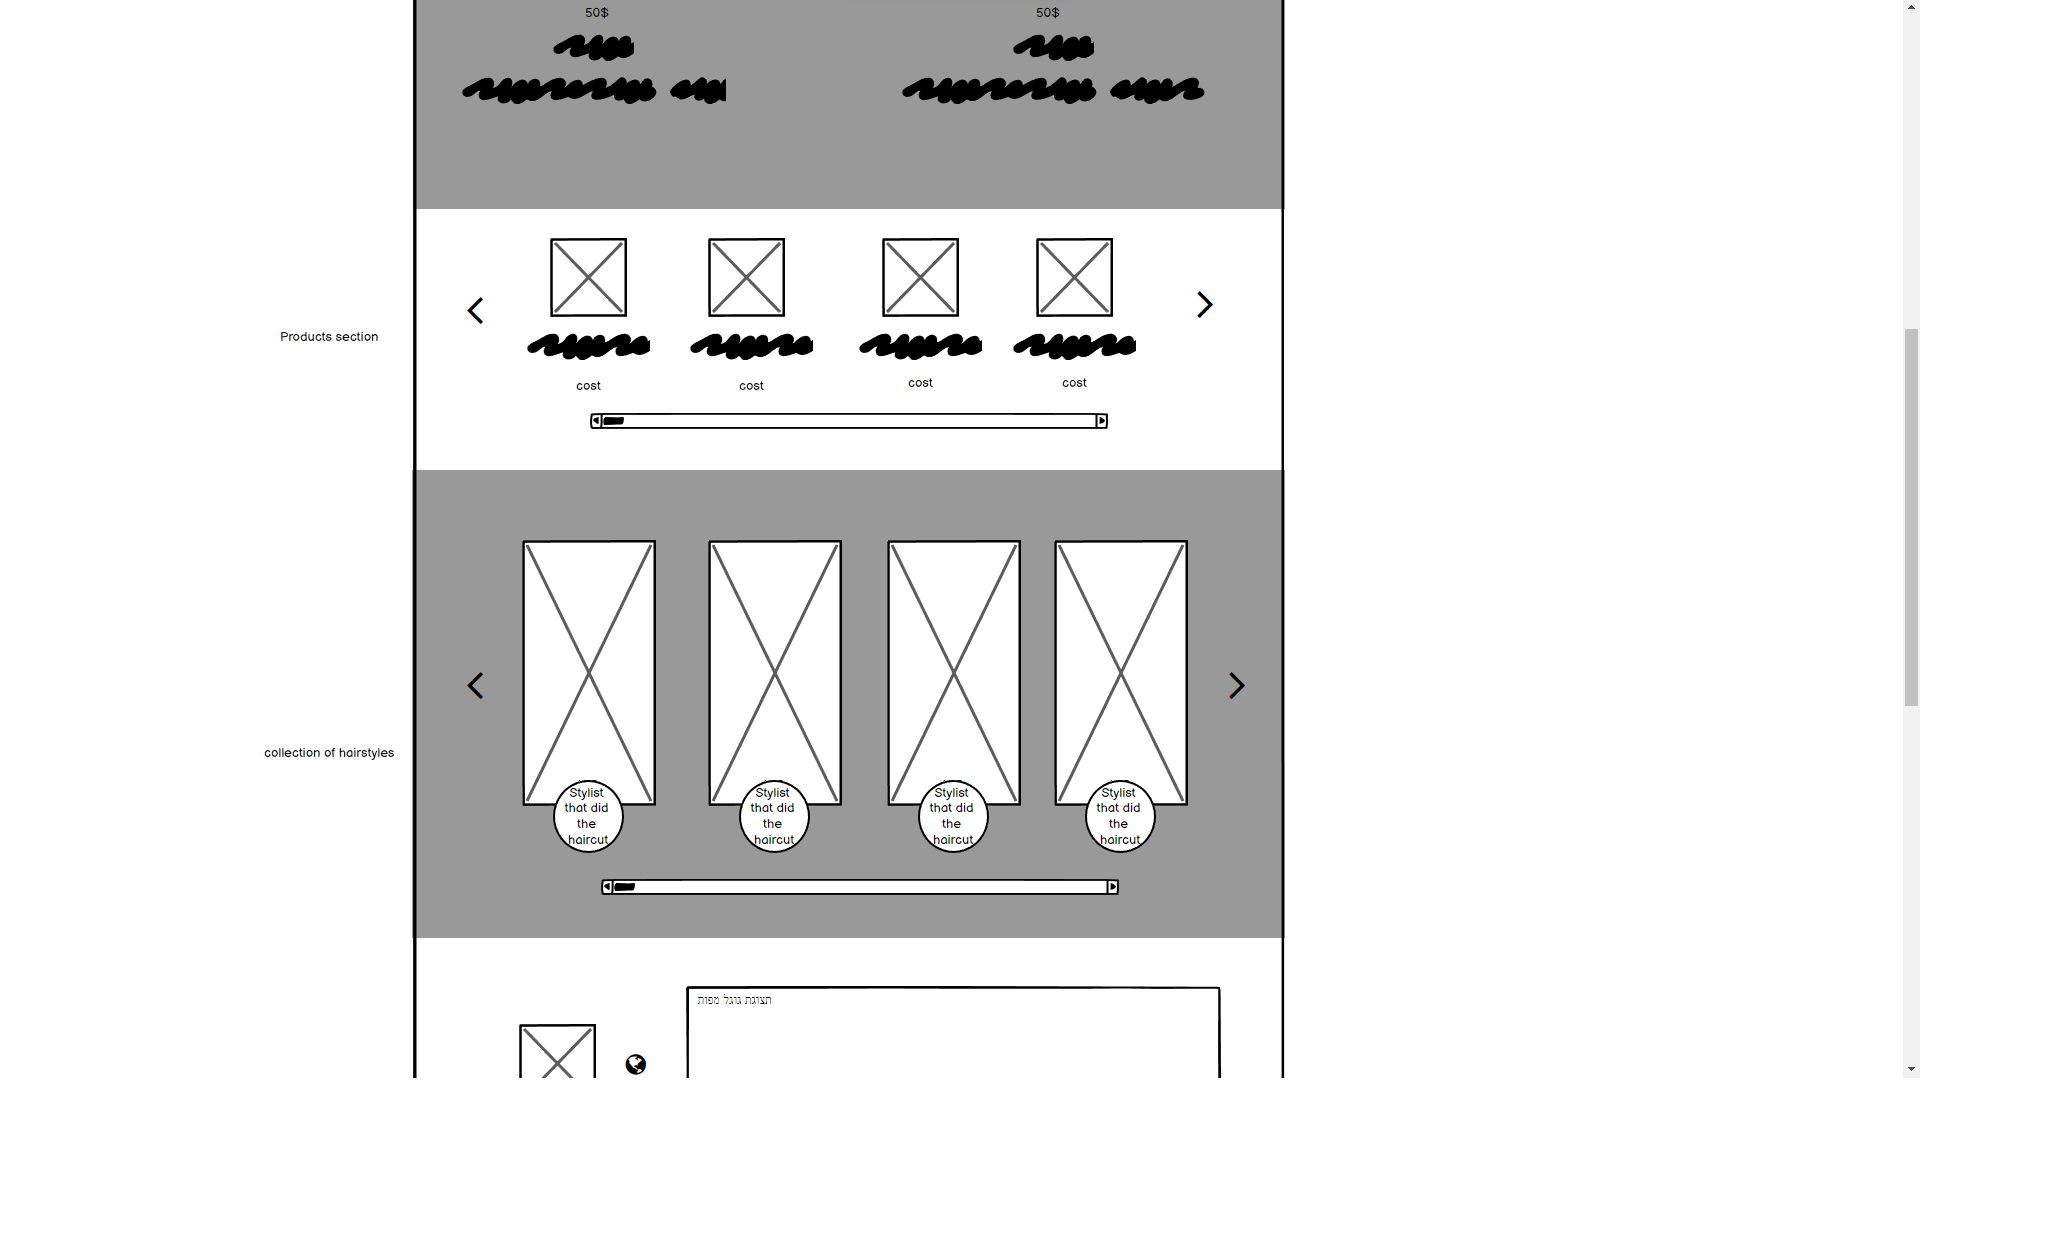 50$ 50$
Products section
cost cost cost cost
collection of hairstyles
Stylist
that did
the
haircut
Stylist
that did
the
haircut
Stylist
that did
the
haircut
Stylist
that did
the
haircut
תצוגת גוגל מפות